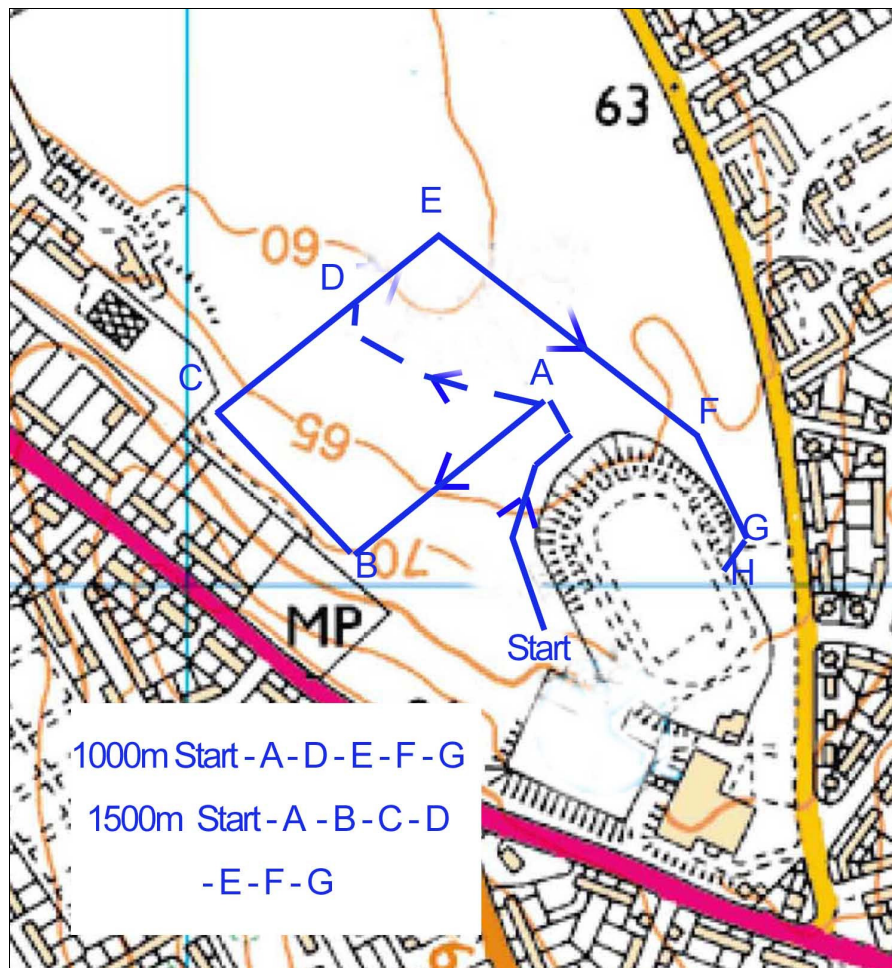 63
E
60
D
A
C
F
65
G
B
70
H
MP
Start
1000m Start - A - D - E - F - G
1500m Start - A - B - C - D
- E - F - G